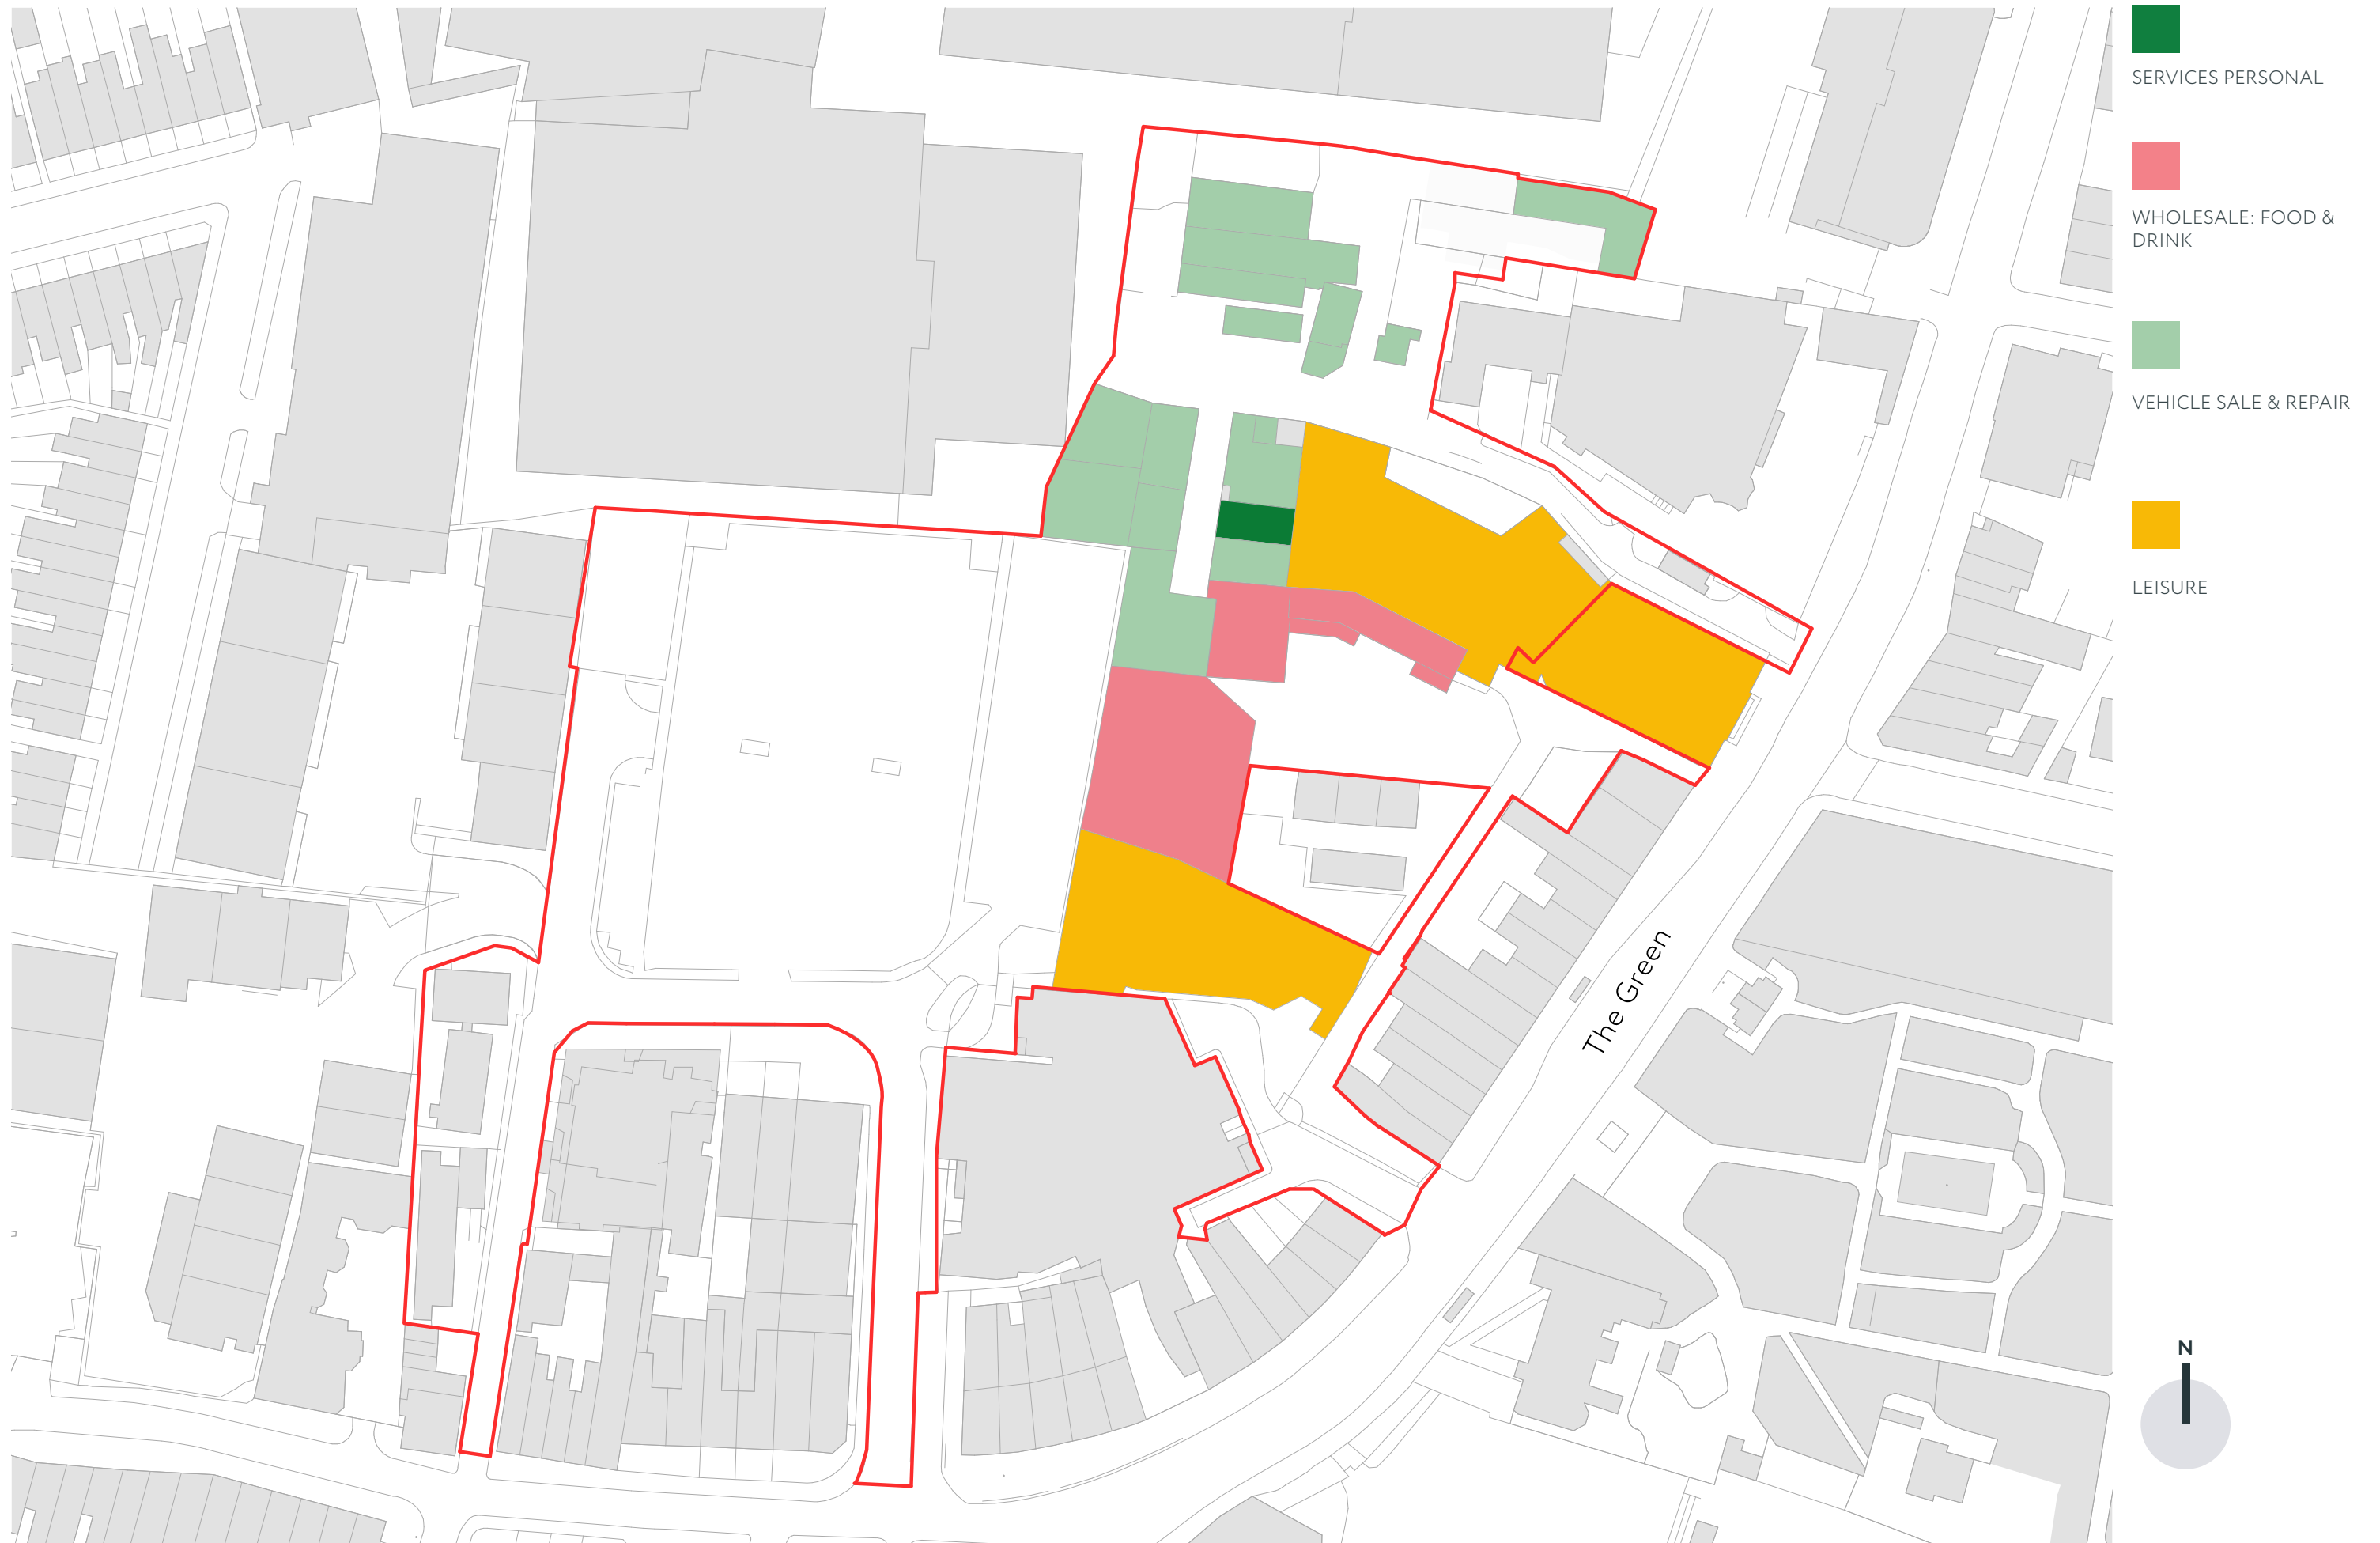 SERVICES PERSONAL
WHOLESALE: FOOD &
DRINK
VEHICLE SALE & REPAIR
LEISURE
The Green
N